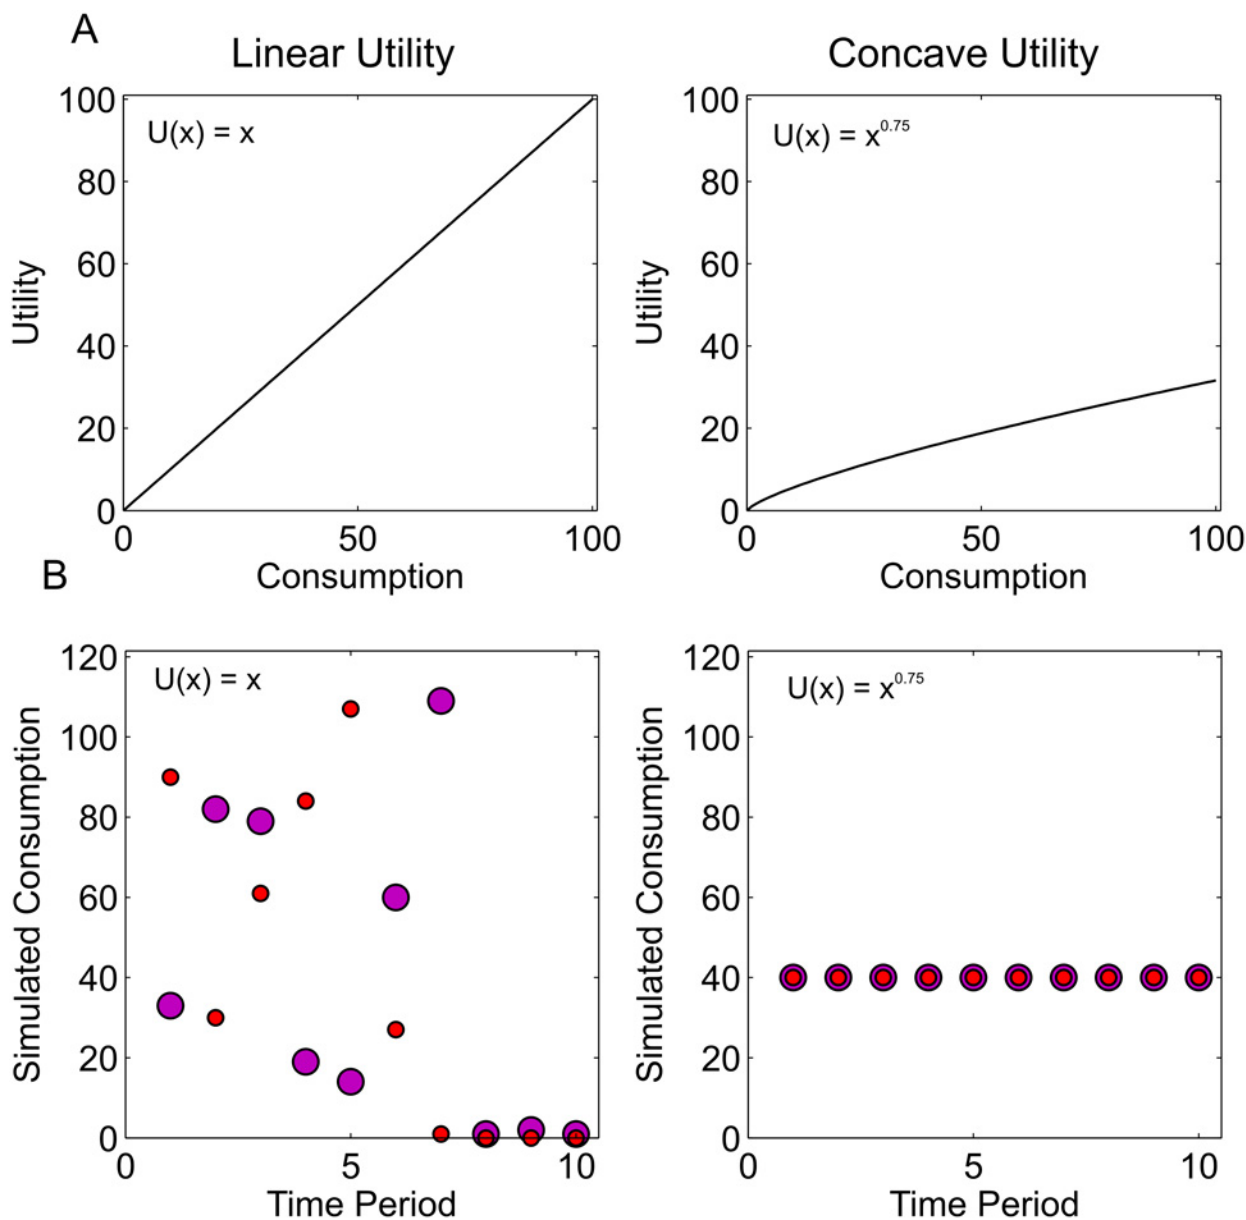 A
Linear Utility
Concave Utility
U(x) = x
100
80
60
40
20
0
Utility
0 50 100
Consumption
U(x) = x^0.75
100
80
60
40
20
0
Utility
0 50 100
Consumption
B
U(x) = x
120
100
80
60
40
20
0
Simulated Consumption
0 5 10
Time Period
U(x) = x^0.75
120
100
80
60
40
20
0
Simulated Consumption
0 5 10
Time Period